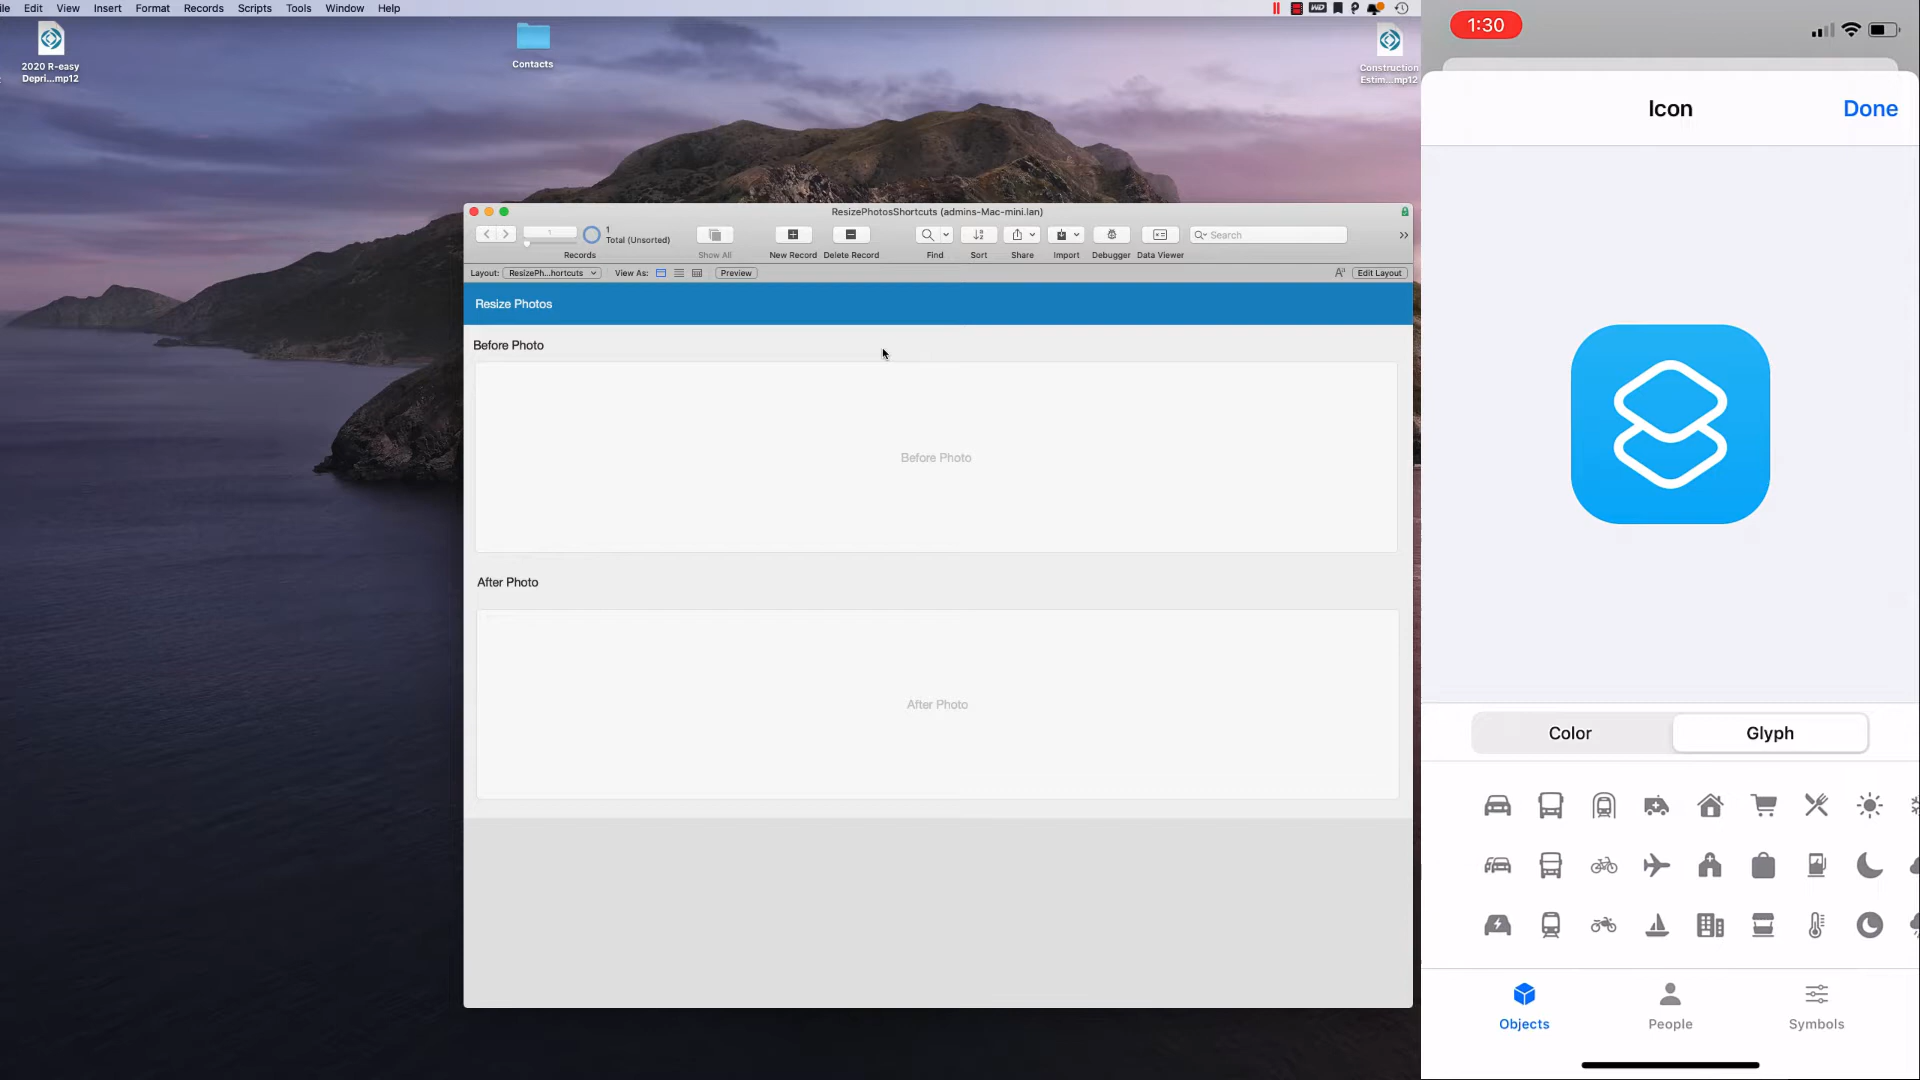 ile Edit View Insert Format Records Scripts Tools Window Help
2020 R-easy
Depri...mp12
Contacts
Construction
Estim...mp12
ResizePhotosShortcuts (admins-Mac-mini.lan)
1
1
Total (Unsorted)
Records
Show All
New Record
Delete Record
Find
Sort
Share
Import
Debugger
Data Viewer
Search
Layout: ResizePh...hortcuts View As: Preview
Edit Layout
Resize Photos
Before Photo
Before Photo
After Photo
After Photo
1:30
Icon
Done
Color
Glyph
Objects
People
Symbols